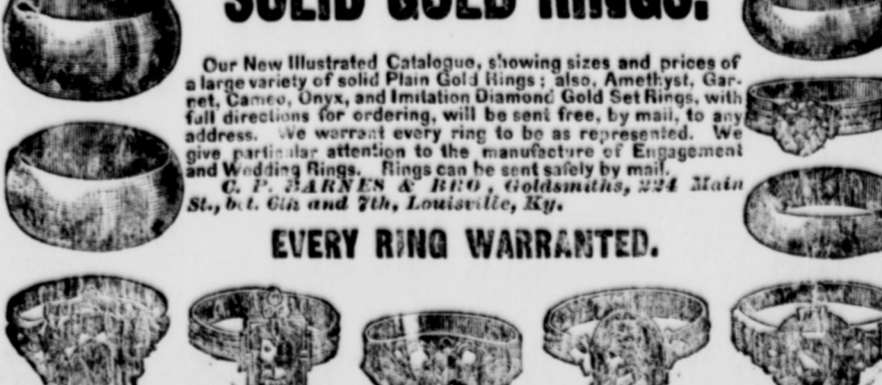 SOLID GOLD RINGS.
Our New Illustrated Catalogue, showing sizes and prices of
a large variety of solid Plain Gold Rings; also, Amethyst, Gar-
net, Cameo, Onyx, and Imitation Diamond Gold Set Rings, with
full directions for ordering, will be sent free, by mail, to any
address. We warrant every ring to be as represented. We
give particular attention to the manufacture of Engagement
and Wedding Rings. Rings can be sent safely by mail.
C. P. BARNES & BRO, Goldsmiths, 224 Main
St., bet. 6th and 7th, Louisville, Ky.
EVERY RING WARRANTED.